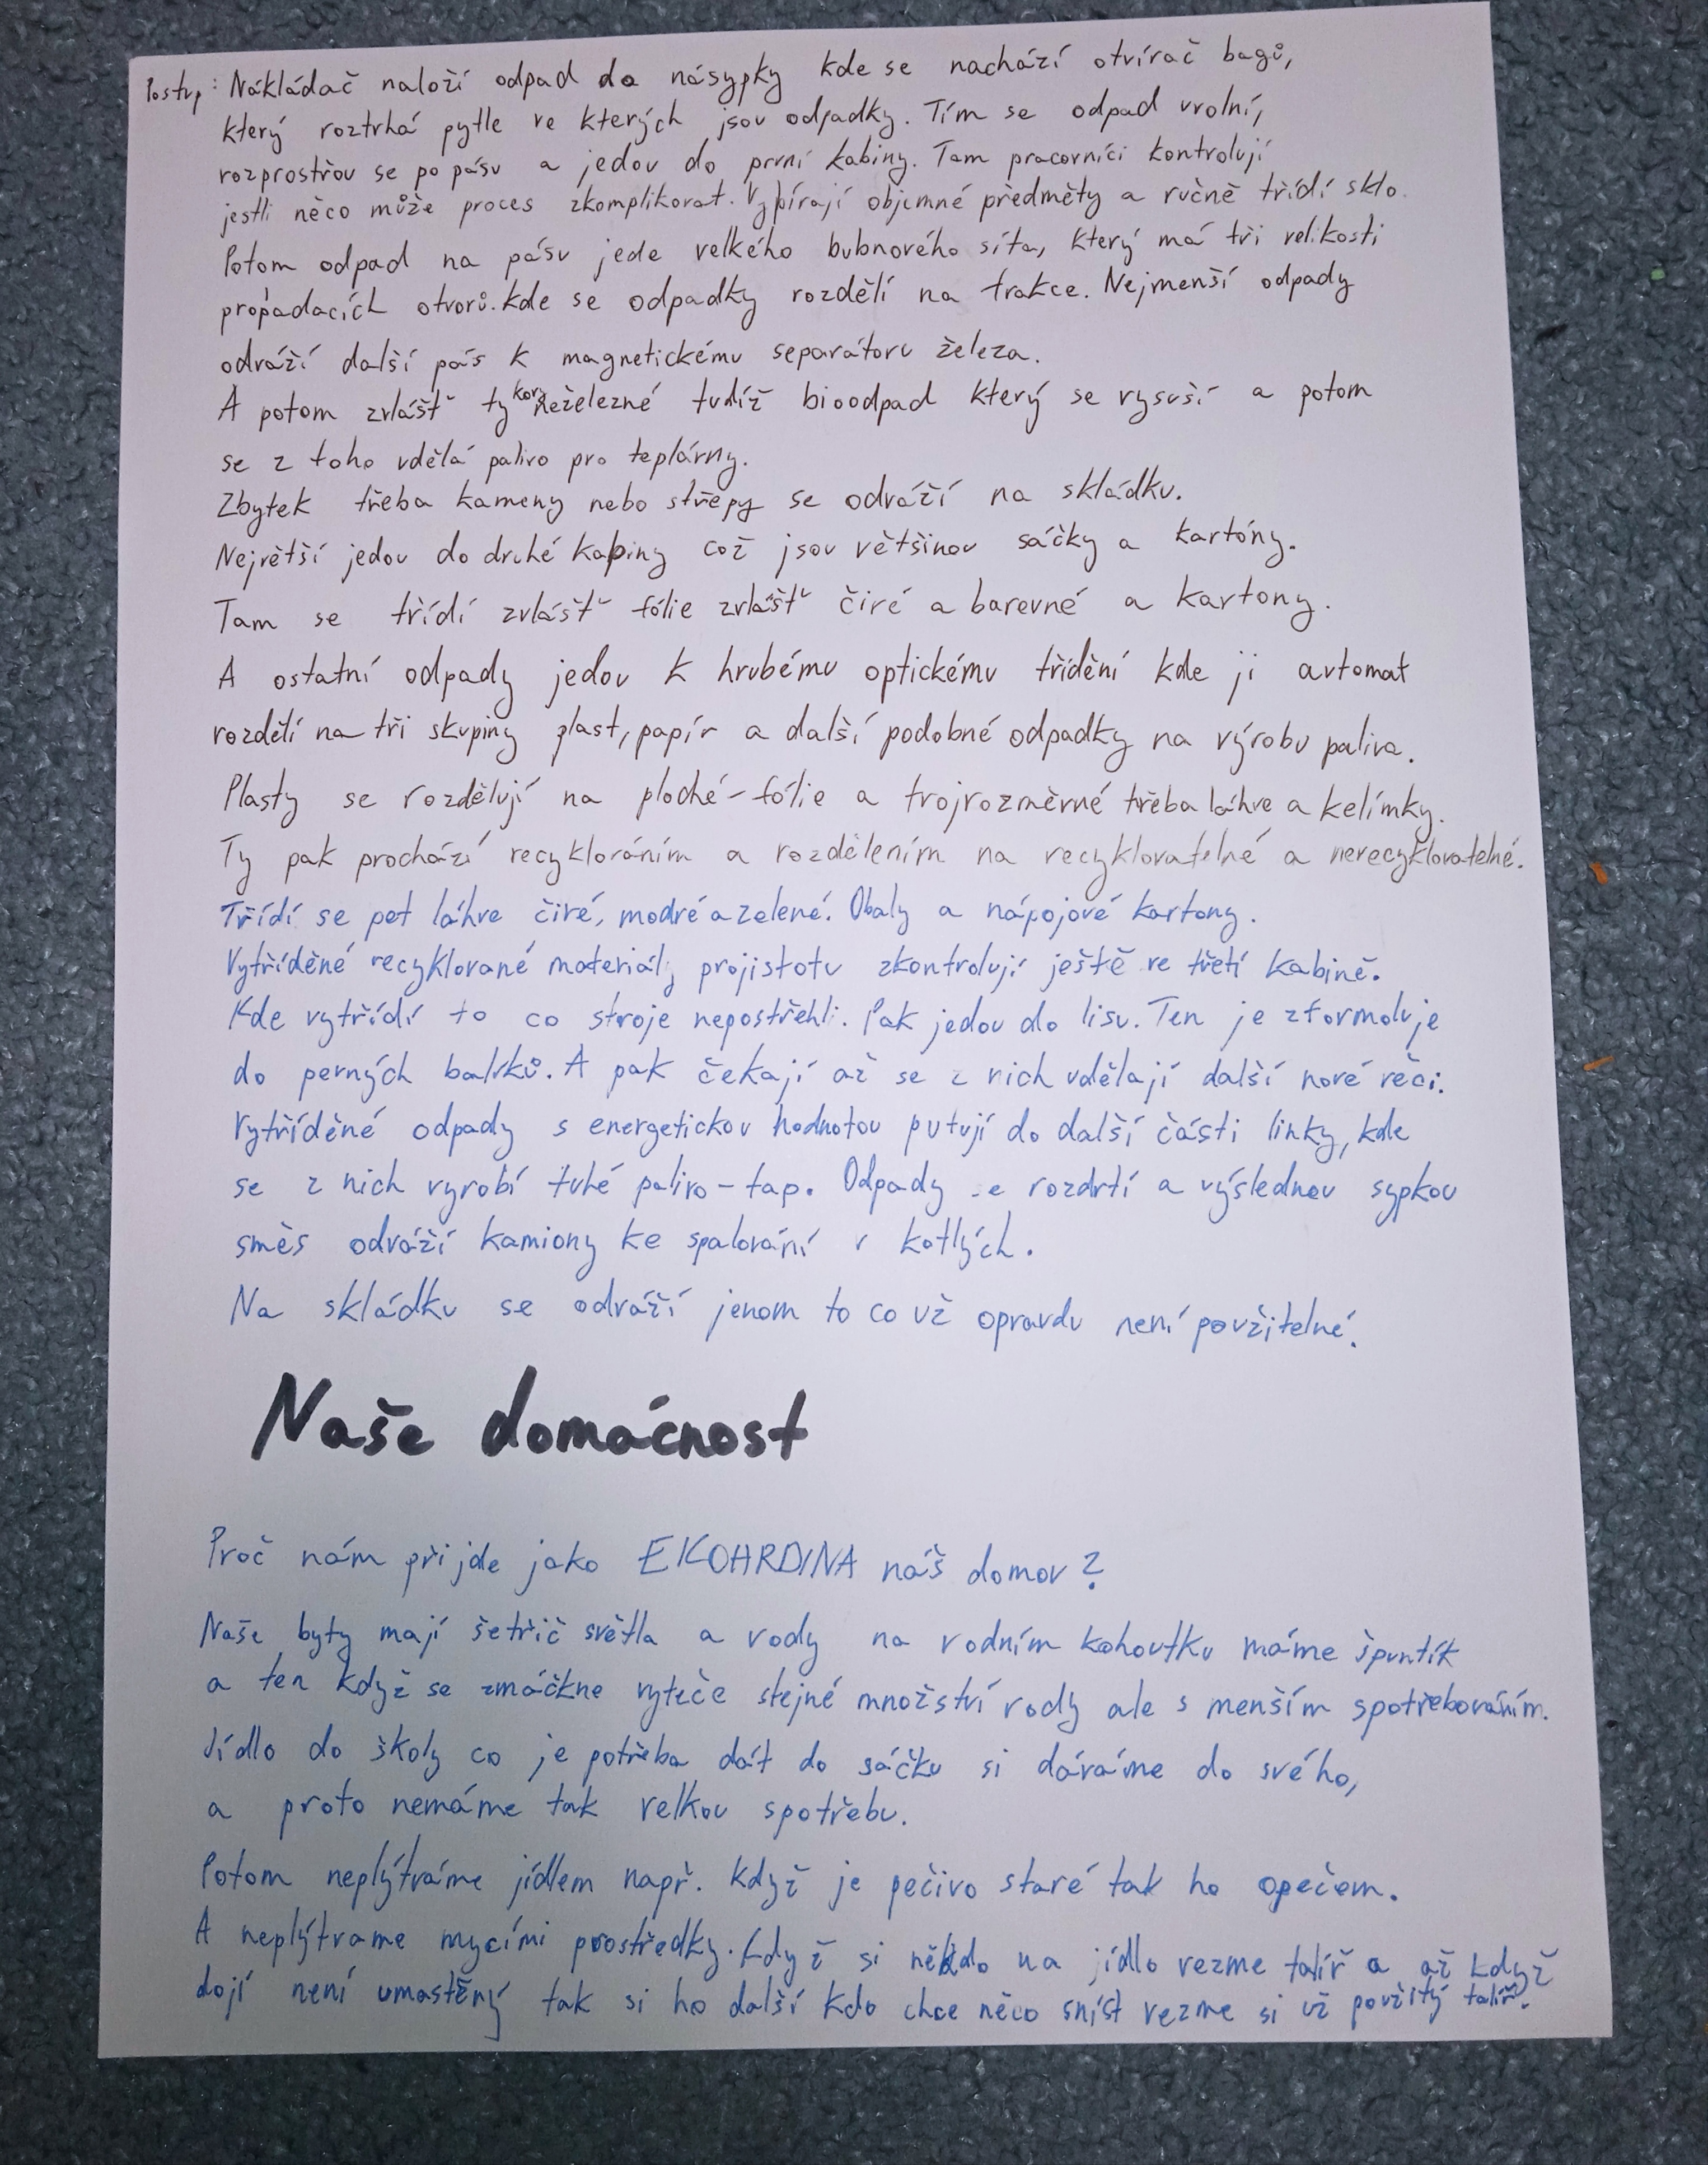 Postup: Nákládač naloží odpad do násypky kde se nachází otvírač bagů,
který roztrhá pytle ve kterých jsou odpadky. Tím se odpad uvolní,
rozprostřou se po pásu a jedou do první kabiny. Tam pracovníci kontrolují
jestli něco může proces zkomplikovat. Vybírají objemné předměty a ručně třídí sklo.
Potom odpad na pásu jede velkého bubnového síta, který má tři velikosti
propadacích otvorů. Kde se odpadky rozdělí na frakce. Nejmenší odpady
odváží další pás k magnetickému separátoru železa.
A potom zvlášť ty neželezné tudíž bioodpad který se vysuší a potom
se z toho udělá palivo pro teplárny.
Zbytek třeba kameny nebo střepy se odváží na skládku.
Největší jedou do druhé kabiny což jsou většinou sáčky a kartóny.
Tam se třídí zvlášť fólie zvlášť čiré a barevné a kartony.
A ostatní odpady jedou k hrubému optickému třídění kde ji automat
rozdělí na tři skupiny plast, papír a další podobné odpadky na výrobu paliva.
Plasty se rozdělují na ploché-fólie a trojrozměrné třeba láhve a kelímky.
Ty pak prochází recyklováním a rozdělením na recyklovatelné a nerecyklovatelné.
Třídí se pet láhve čiré, modré a zelené. Obaly a nápojové kartony.
Vytříděné recyklované materiály projistotu zkontrolují ještě ve třetí kabině.
Kde vytřídí to co stroje nepostřehli. Pak jedou do lisu. Ten je zformoluje
do pevných balíků. A pak čekají až se z nich udělají další nové věci.
Vytříděné odpady s energetickou hodnotou putují do další části linky, kde
se z nich vyrobí tuhé palivo-tap. Odpady se rozdrtí a výslednou sypkou
směs odváží kamiony ke spalování v kotlých.
Na skládku se odváží jenom to co už opravdu není použitelné.
Naše domácnost
Proč nám přijde jako EKOHRDINA náš domov?
Naše byty mají šetřič světla a vody na vodním kohoutku máme špuntík
a ten když se zmáčkne vyteče stejné množství vody ale s menším spotřebováním.
Jídlo do školy co je potřeba dát do sáčku si dáváme do svého,
a proto nemáme tak velkou spotřebu.
Potom neplýtváme jídlem např. když je pečivo staré tak ho opečem.
A neplýtvame mycími prostředky. Když si někdo na jídlo vezme talíř a až když
dojí není umastěný tak si ho další kdo chce něco sníst vezme si už použitý talíř.